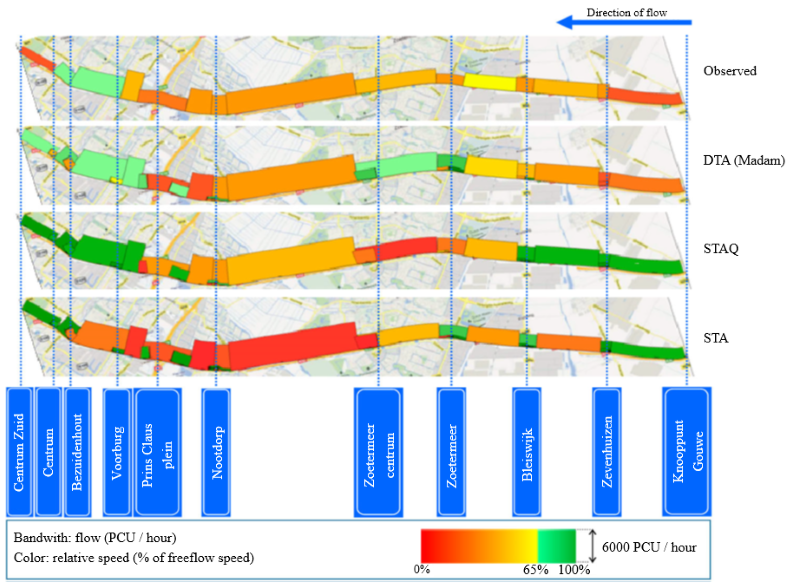 Direction of flow
Observed
DTA (Madam)
STAQ
STA
Centrum Zuid
Centrum
Bezuidenhout
Voorburg
Prins Claus
plein
Nootdorp
Zoetermeer
centrum
Zoetermeer
Bleiswijk
Zevenhuizen
Knooppunt
Gouwe
Bandwith: flow (PCU / hour)
Color: relative speed (% of freeflow speed)
0%
65%
100%
6000 PCU / hour